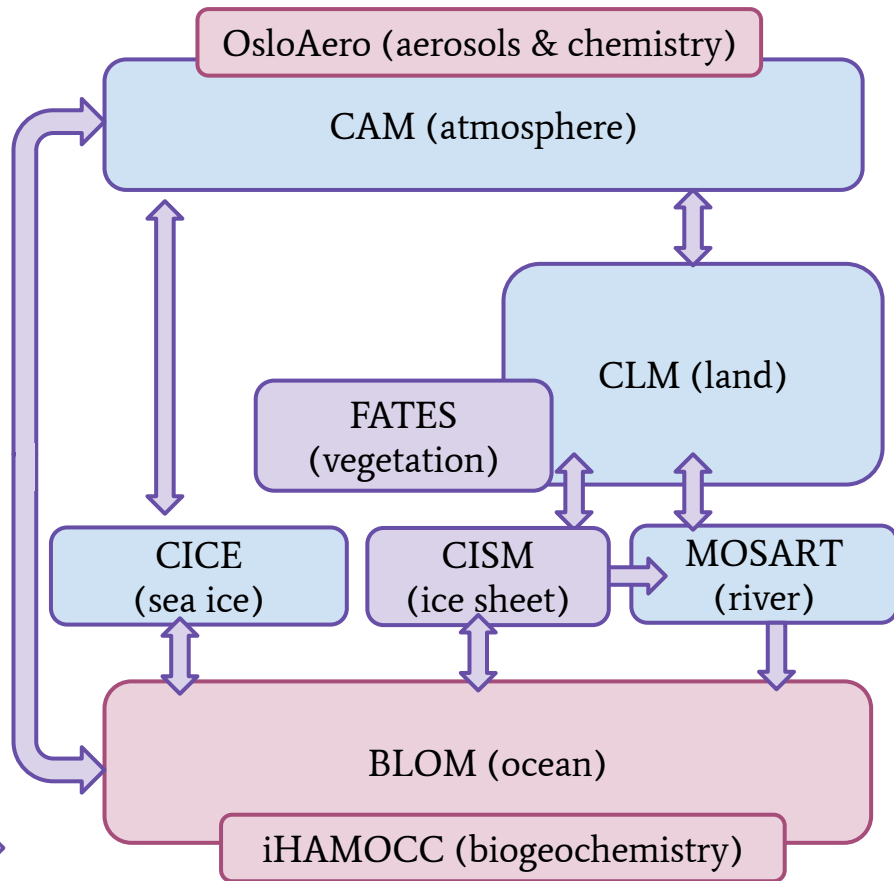 OsloAero (aerosols & chemistry)
CAM (atmosphere)
CLM (land)
FATES
(vegetation)
CICE
(sea ice)
CISM
(ice sheet)
MOSART
(river)
BLOM (ocean)
iHAMOCC (biogeochemistry)